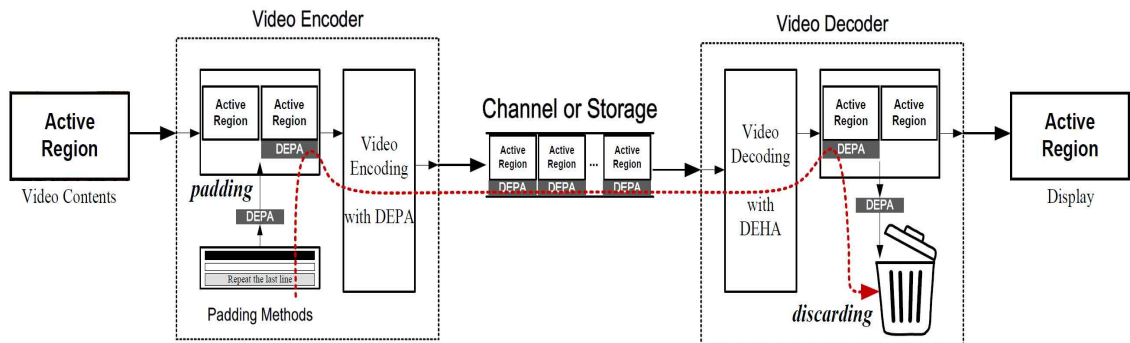 Video Encoder
Video Decoder
Active
Region
Video Contents
Active
Region
Active
Region
DEPA
padding
DEPA
Repeat the last line
Padding Methods
Video
Encoding
with DEPA
Channel or Storage
Active
Region
DEPA
Active
Region
DEPA
...
Active
Region
DEPA
Video
Decoding
with
DEHA
Active
Region
DEPA
Active
Region
DEPA
discarding
Active
Region
Display